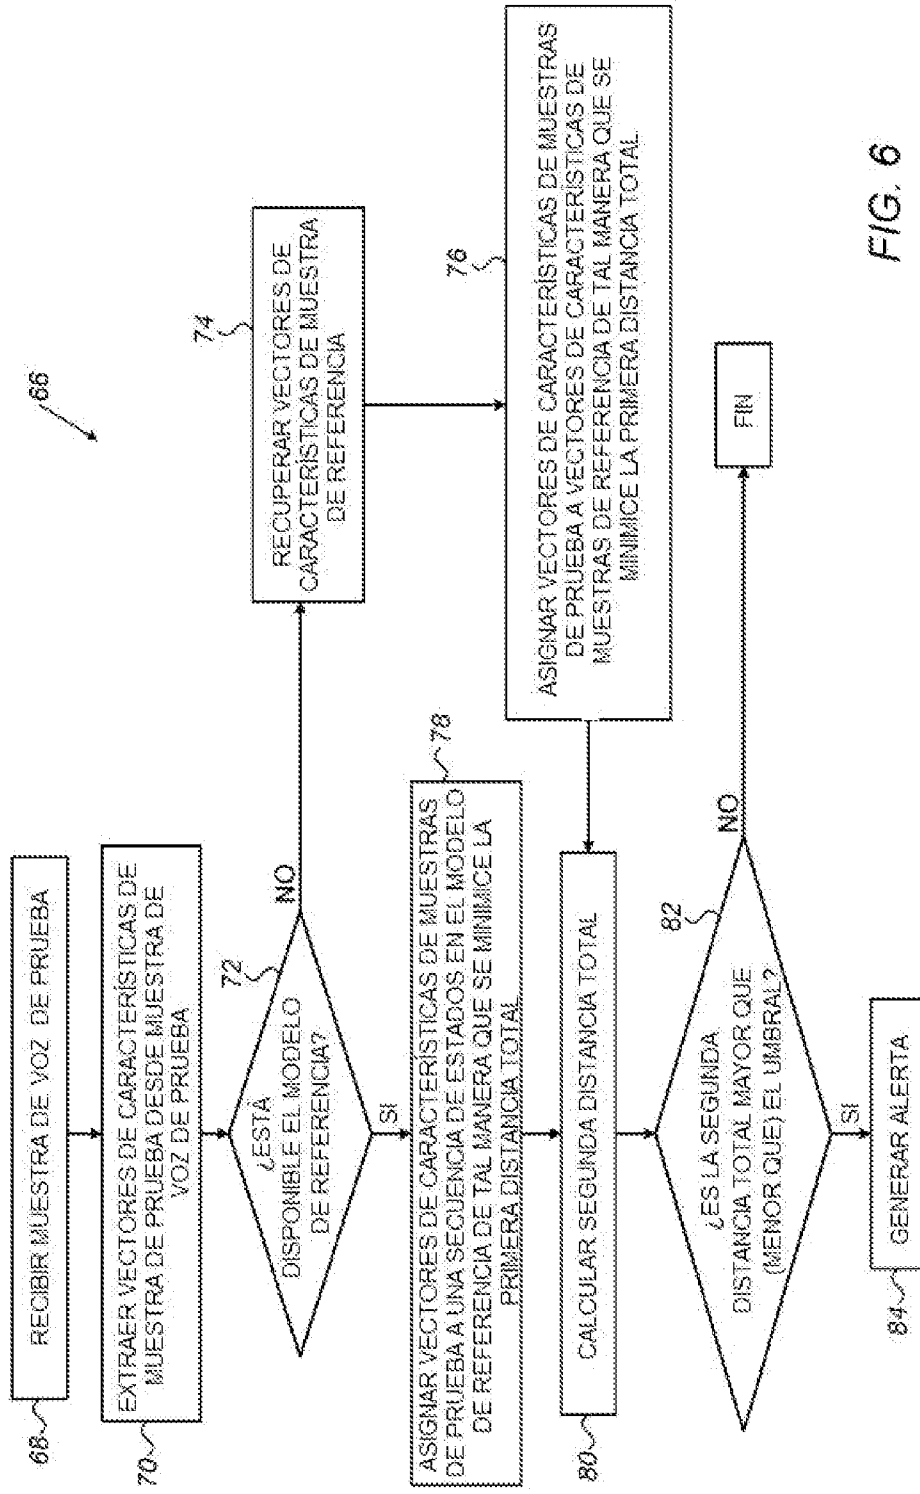 66
68
RECIBIR MUESTRA DE VOZ DE PRUEBA
70
EXTRAER VECTORES DE CARACTERÍSTICAS DE
MUESTRA DE PRUEBA DESDE MUESTRA DE
VOZ DE PRUEBA
72
¿ESTÁ
DISPONIBLE EL MODELO
DE REFERENCIA?
NO
SI
74
RECUPERAR VECTORES DE
CARACTERÍSTICAS DE MUESTRA
DE REFERENCIA
76
ASIGNAR VECTORES DE CARACTERÍSTICAS DE MUESTRAS
DE PRUEBA A VECTORES DE CARACTERÍSTICAS DE
MUESTRAS DE REFERENCIA DE TAL MANERA QUE SE
MINIMICE LA PRIMERA DISTANCIA TOTAL
78
ASIGNAR VECTORES DE CARACTERÍSTICAS DE MUESTRAS
DE PRUEBA A UNA SECUENCIA DE ESTADOS EN EL MODELO
DE REFERENCIA DE TAL MANERA QUE SE MINIMICE LA
PRIMERA DISTANCIA TOTAL
80
CALCULAR SEGUNDA DISTANCIA TOTAL
82
¿ES LA SEGUNDA
DISTANCIA TOTAL MAYOR QUE
(MENOR QUE) EL UMBRAL?
NO
FIN
SI
84
GENERAR ALERTA
FIG. 6